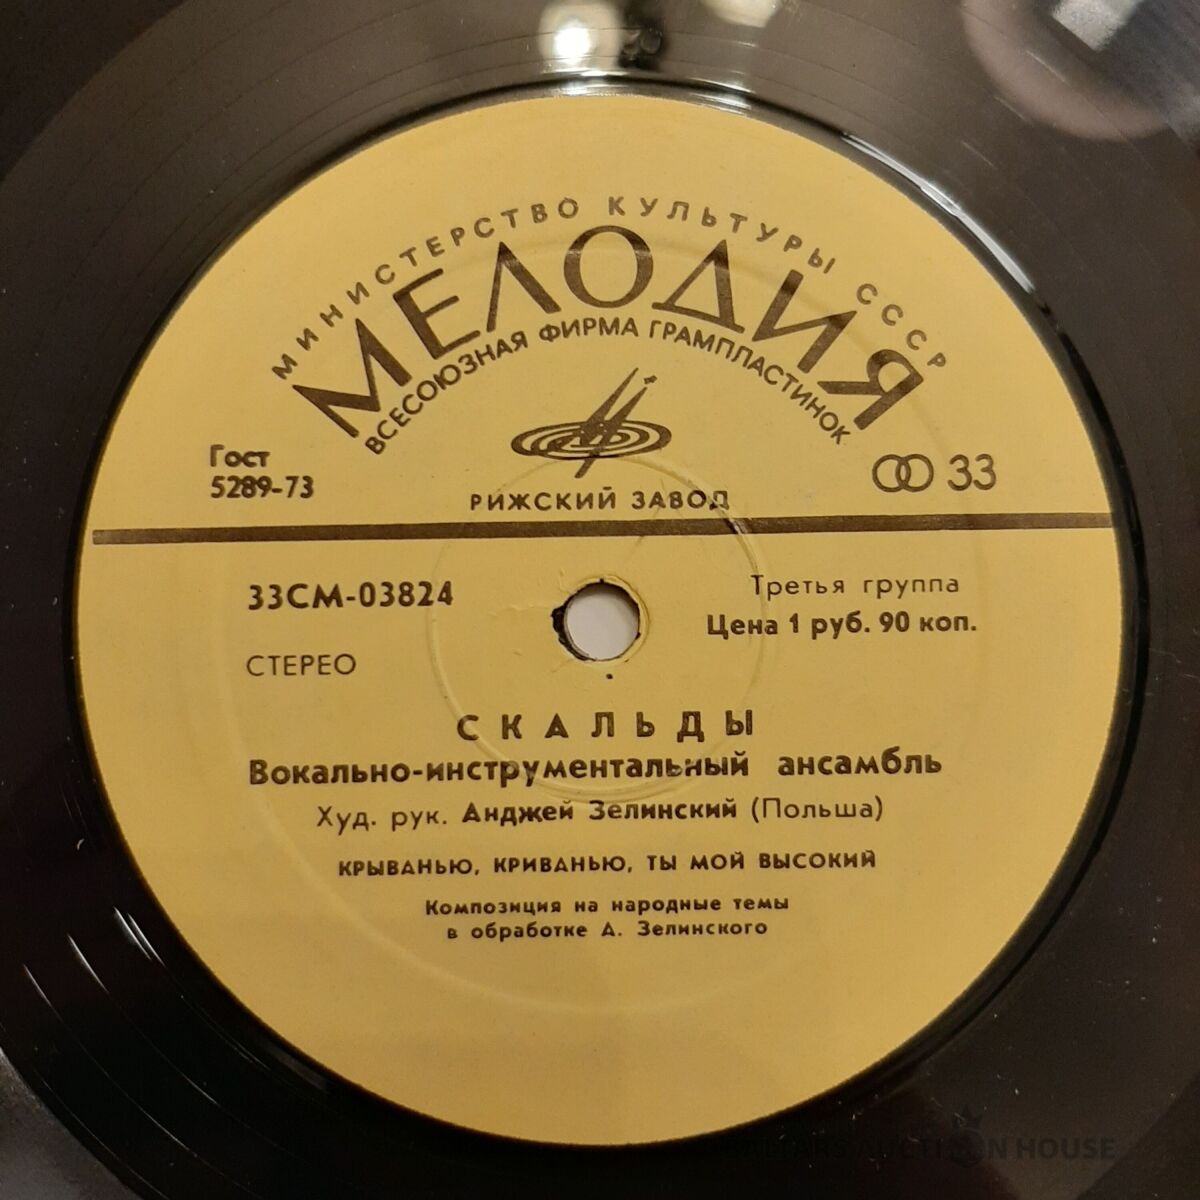 МИНИСТЕРСТВО КУЛЬТУРЫ СССР
МЕЛОДИЯ
ВСЕСОЮЗНАЯ ФИРМА ГРАМПЛАСТИНОК
Гост
5289-73
33
РИЖСКИЙ ЗАВОД
33СМ-03824
Третья группа
Цена 1 руб. 90 коп.
СТЕРЕО
СКАЛЬДЫ
Вокально-инструментальный ансамбль
Худ. рук. Анджей Зелинский (Польша)
КРЫВАНЬЮ, КРИВАНЬЮ, ТЫ МОЙ ВЫСОКИЙ
Композиция на народные темы
в обработке А. Зелинского
HOUSE